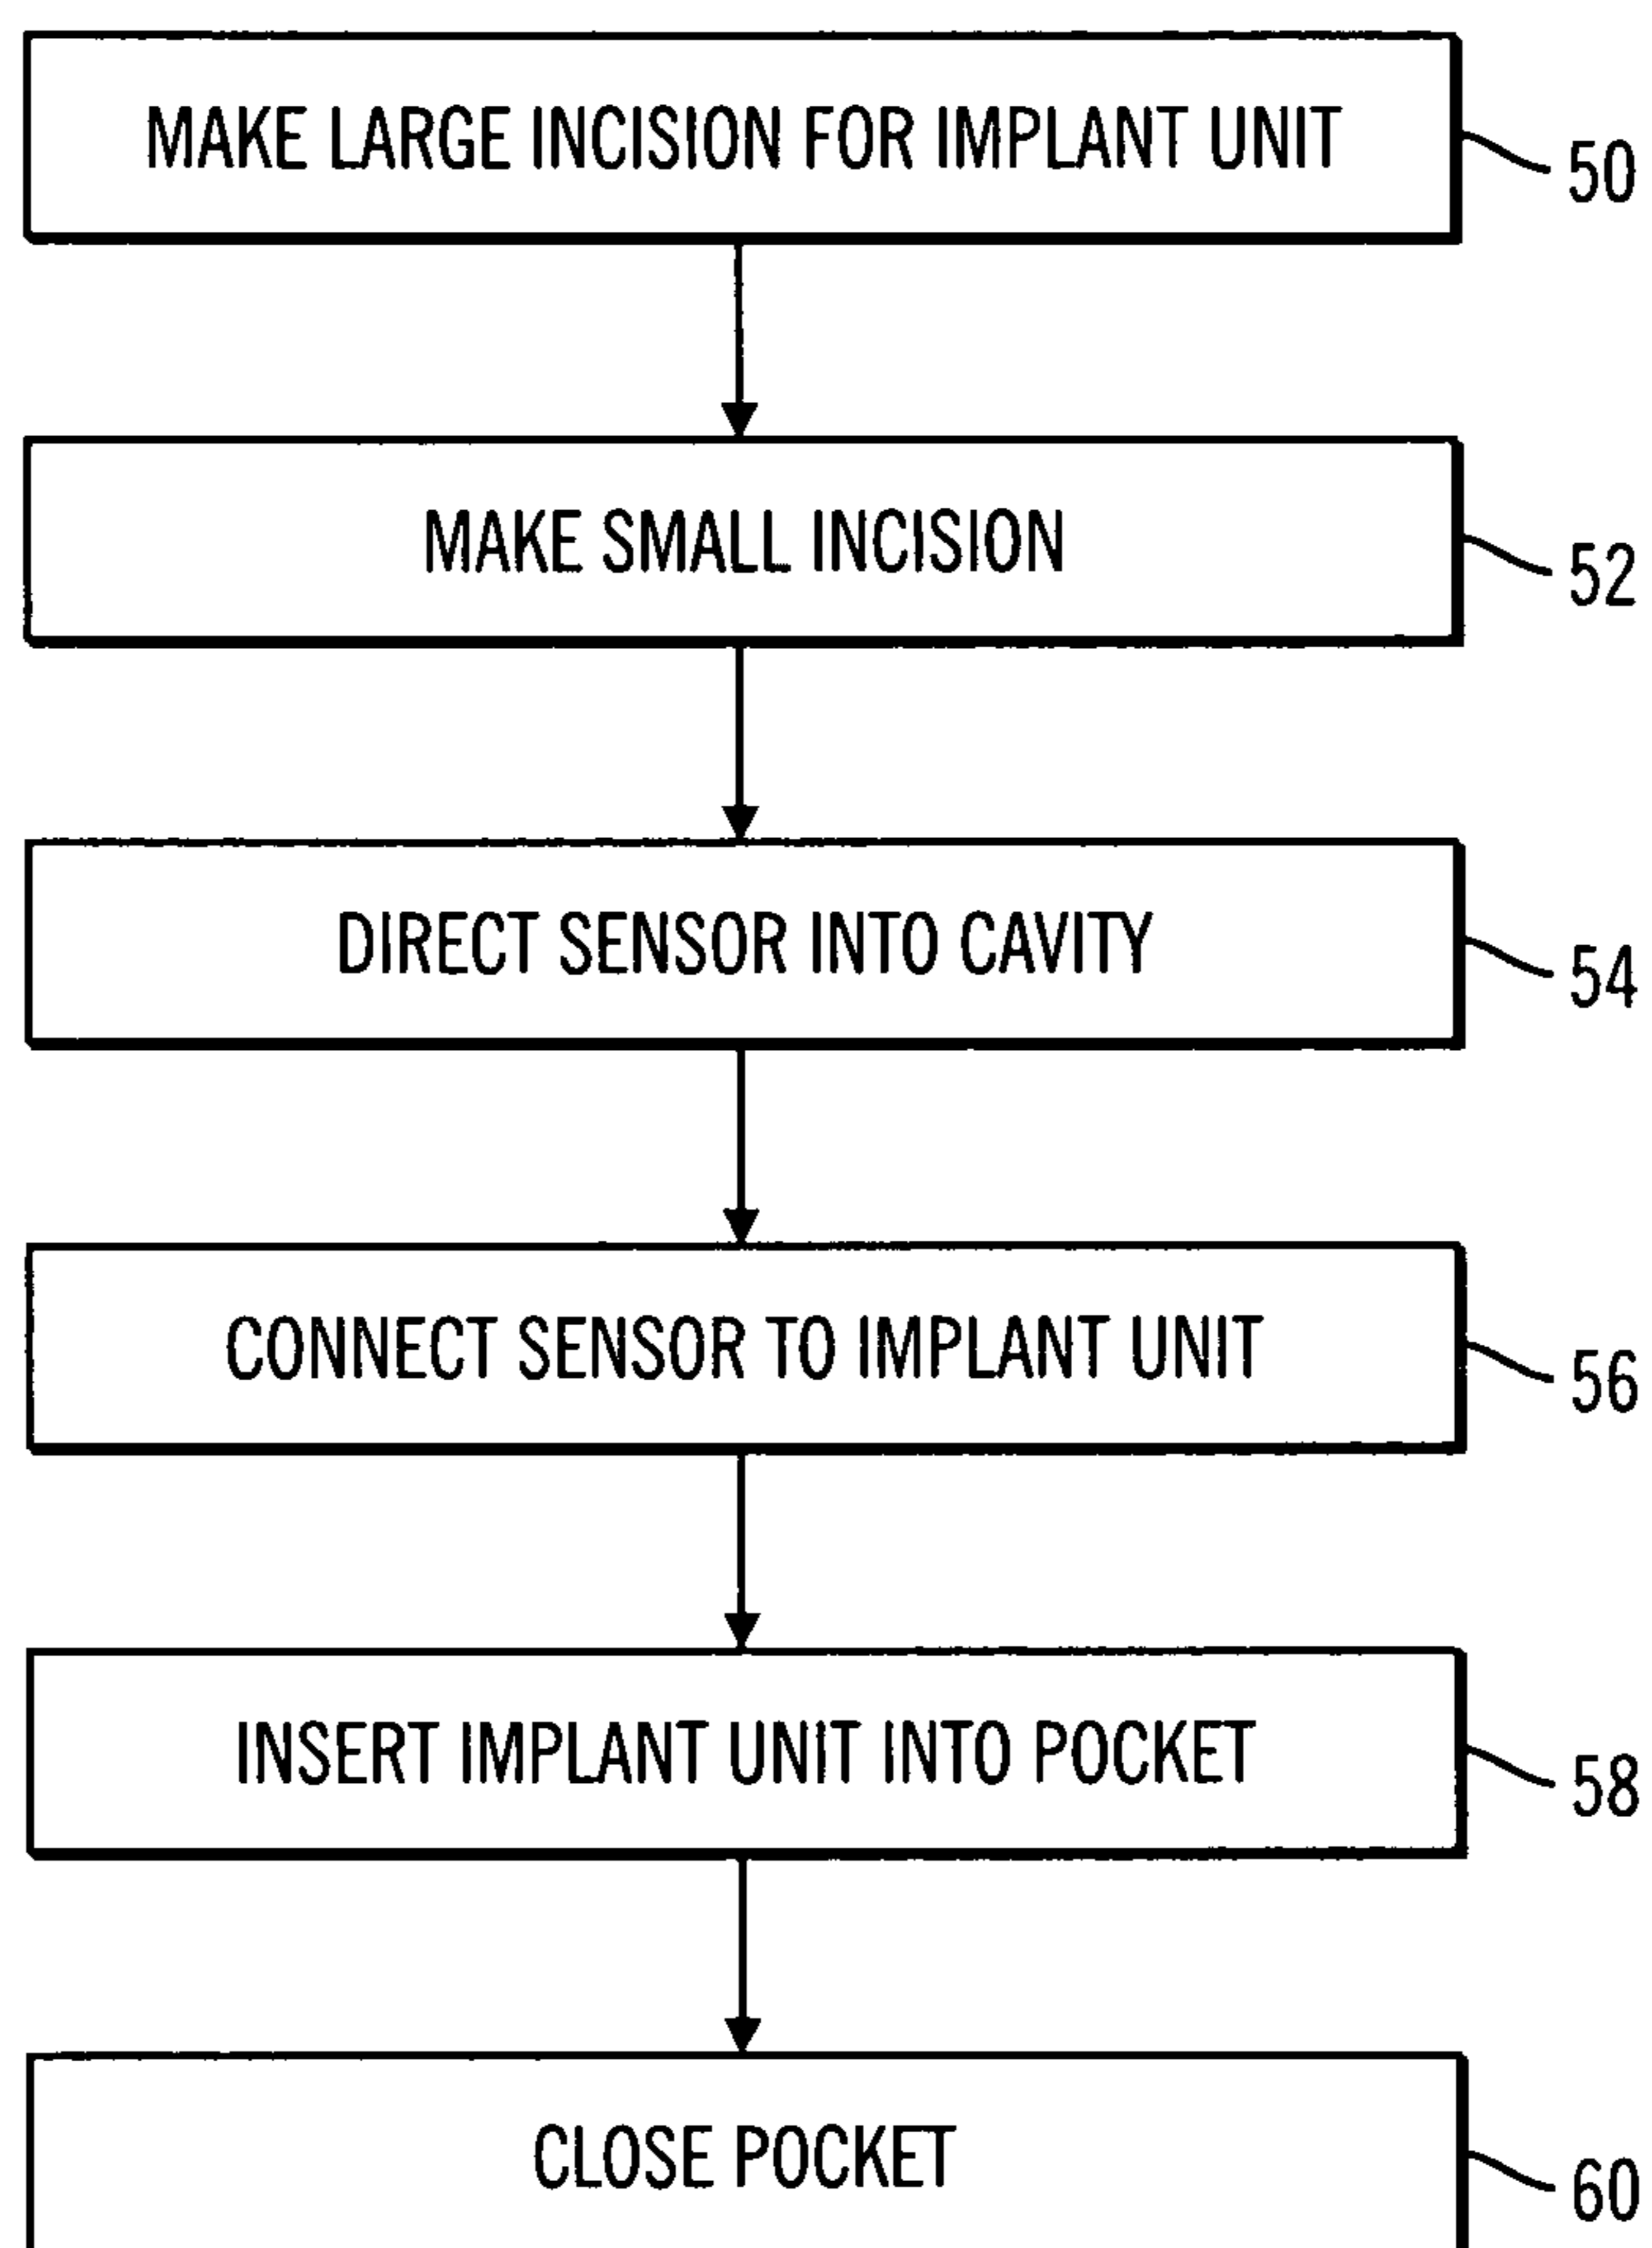 MAKE LARGE INCISION FOR IMPLANT UNIT
50
MAKE SMALL INCISION
52
DIRECT SENSOR INTO CAVITY
54
CONNECT SENSOR TO IMPLANT UNIT
56
INSERT IMPLANT UNIT INTO POCKET
58
CLOSE POCKET
60